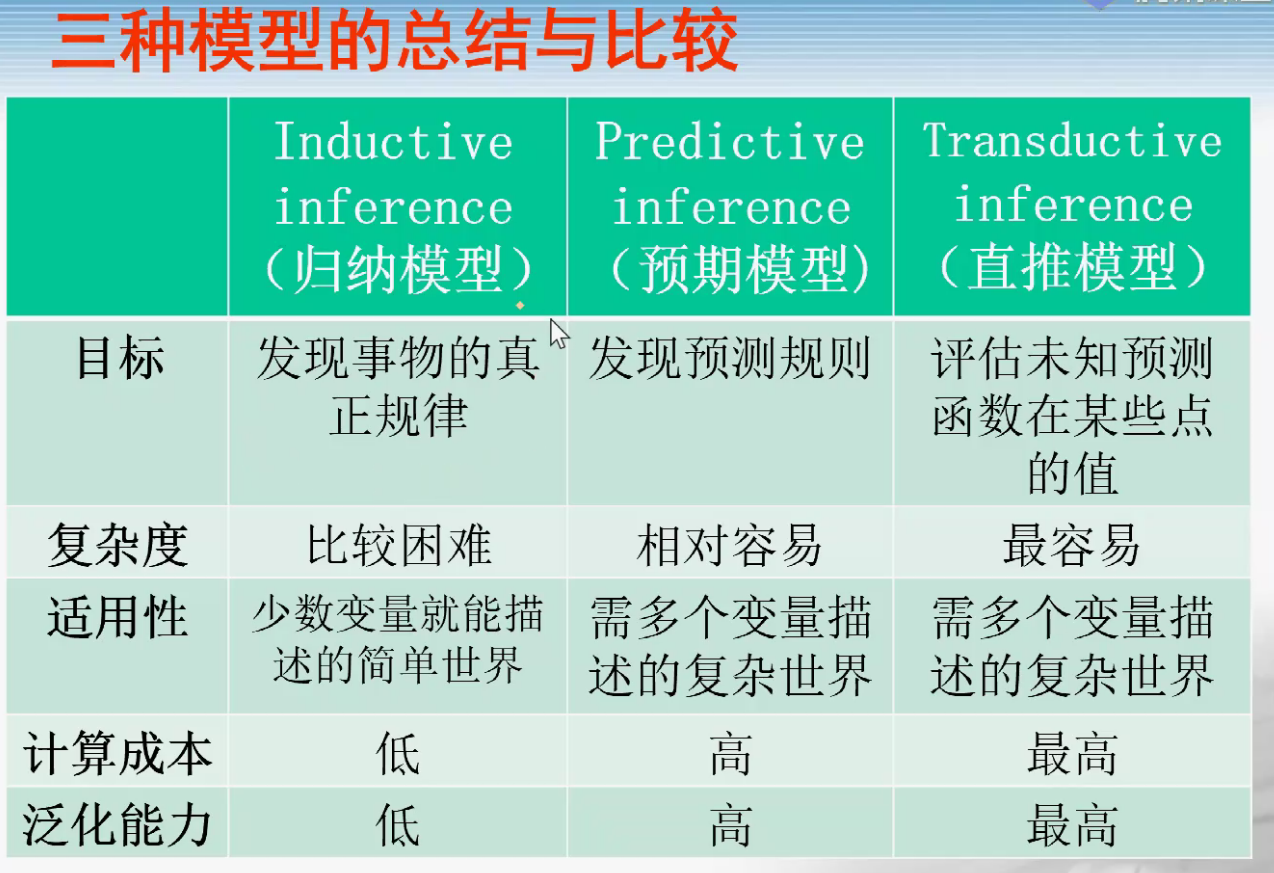 三种模型的总结与比较
Inductive
inference
（归纳模型）
Predictive
inference
（预期模型)
Transductive
inference
（直推模型）
目标
发现事物的真
正规律
发现预测规则
评估未知预测
函数在某些点
的值
复杂度
比较困难
相对容易
最容易
适用性
少数变量就能描
述的简单世界
需多个变量描
述的复杂世界
需多个变量描
述的复杂世界
计算成本
低
高
最高
泛化能力
低
高
最高